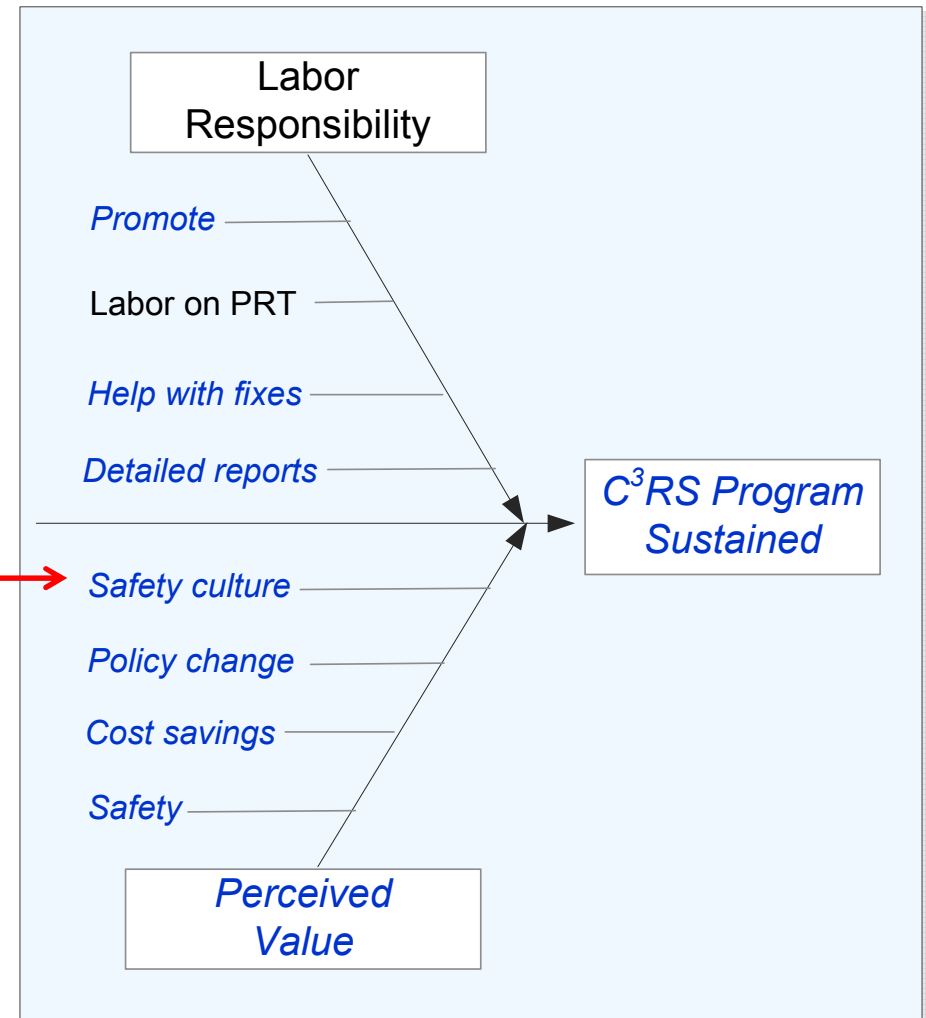 Labor
Responsibility
Promote
Labor on PRT
Help with fixes
Detailed reports
C³RS Program
Sustained
Safety culture
Policy change
Cost savings
Safety
Perceived
Value